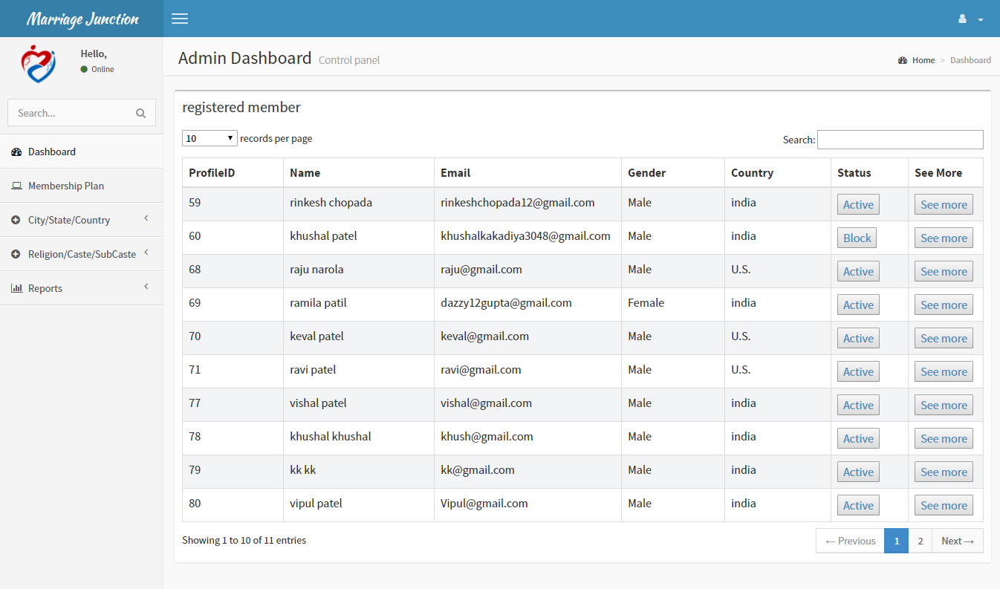 Marriage Junction
Hello,
Online
Search...
Dashboard
Membership Plan
City/State/Country
Religion/Caste/SubCaste
Reports
Admin Dashboard Control panel
Home > Dashboard
registered member
10 records per page
Search:
ProfileID Name Email Gender Country Status See More
59 rinkesh chopada rinkeshchopada12@gmail.com Male india Active See more
60 khushal patel khushalkakadiya3048@gmail.com Male india Block See more
68 raju narola raju@gmail.com Male U.S. Active See more
69 ramila patil dazzy12gupta@gmail.com Female india Active See more
70 keval patel keval@gmail.com Male U.S. Active See more
71 ravi patel ravi@gmail.com Male U.S. Active See more
77 vishal patel vishal@gmail.com Male india Active See more
78 khushal khushal khush@gmail.com Male india Active See more
79 kk kk kk@gmail.com Male india Active See more
80 vipul patel Vipul@gmail.com Male india Active See more
Showing 1 to 10 of 11 entries
← Previous 1 2 Next →